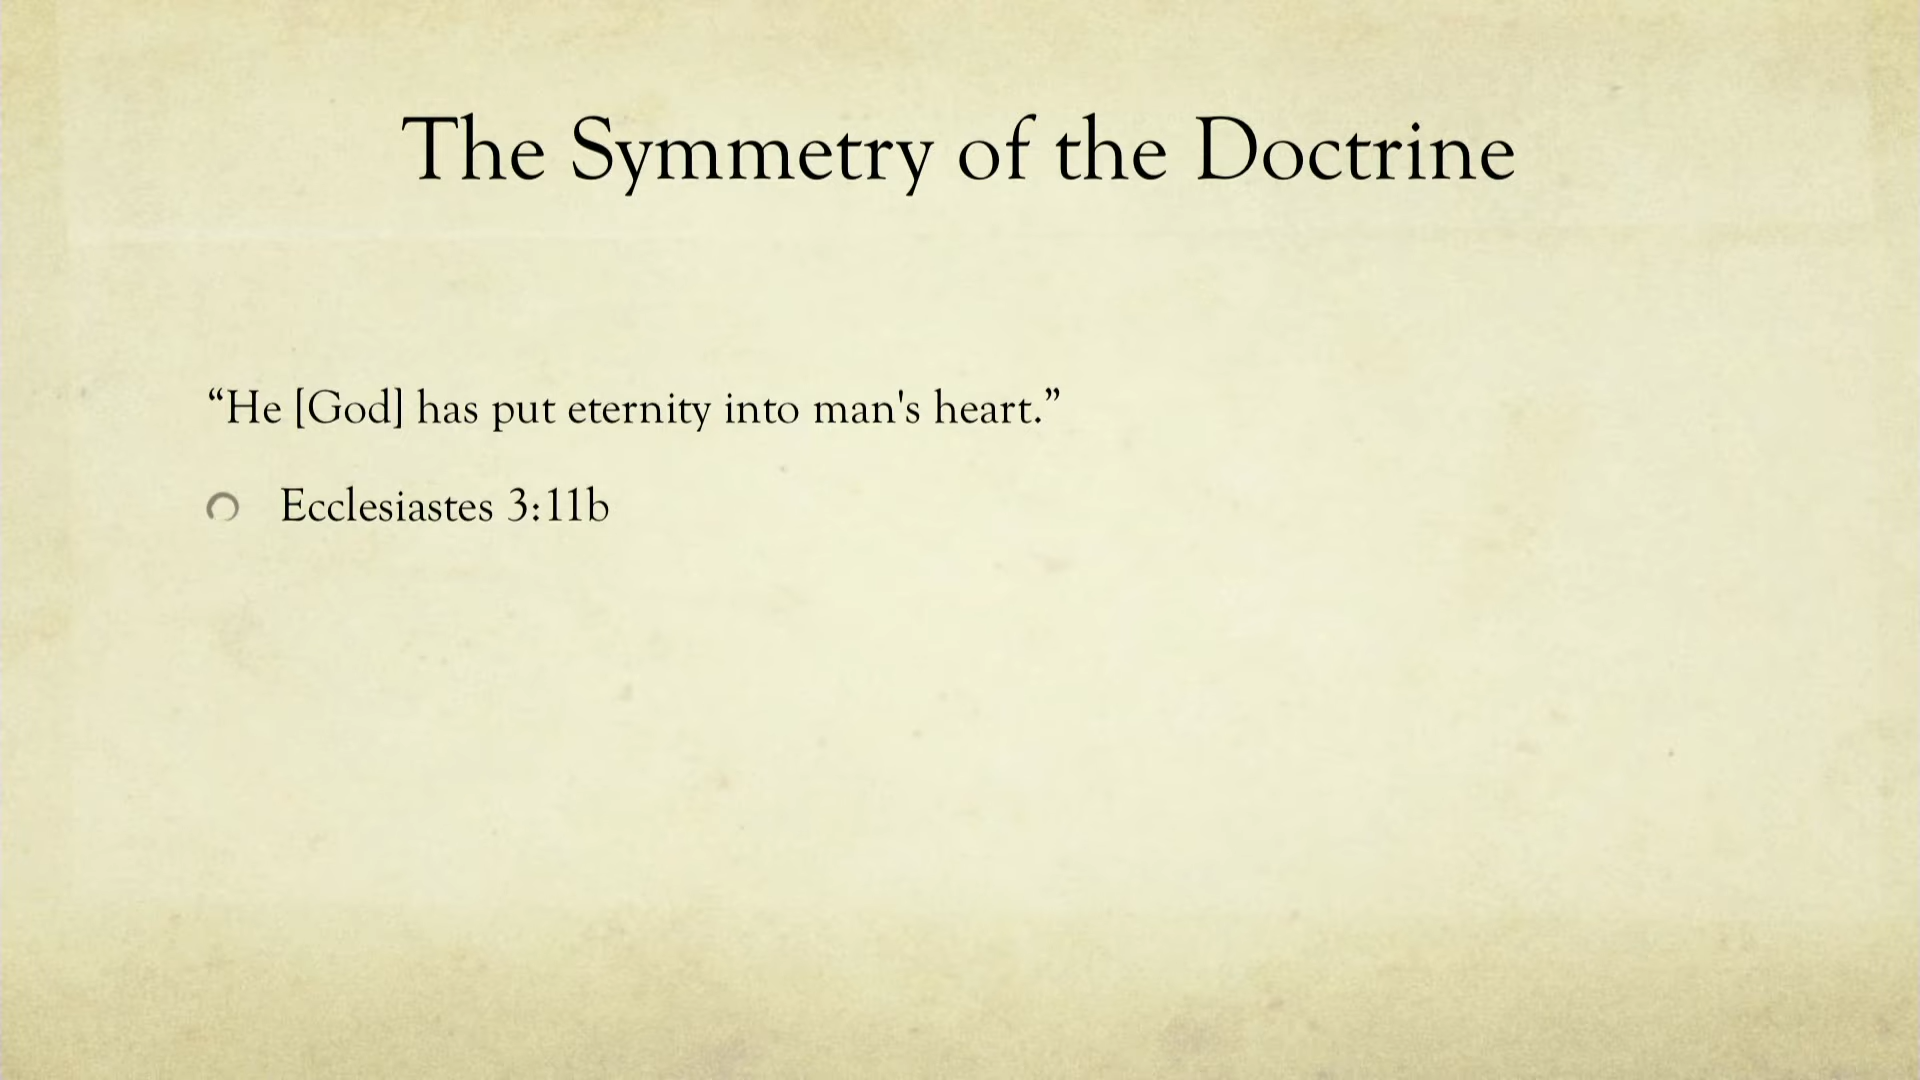 The Symmetry of the Doctrine
“He [God] has put eternity into man's heart.”
Ecclesiastes 3:11b